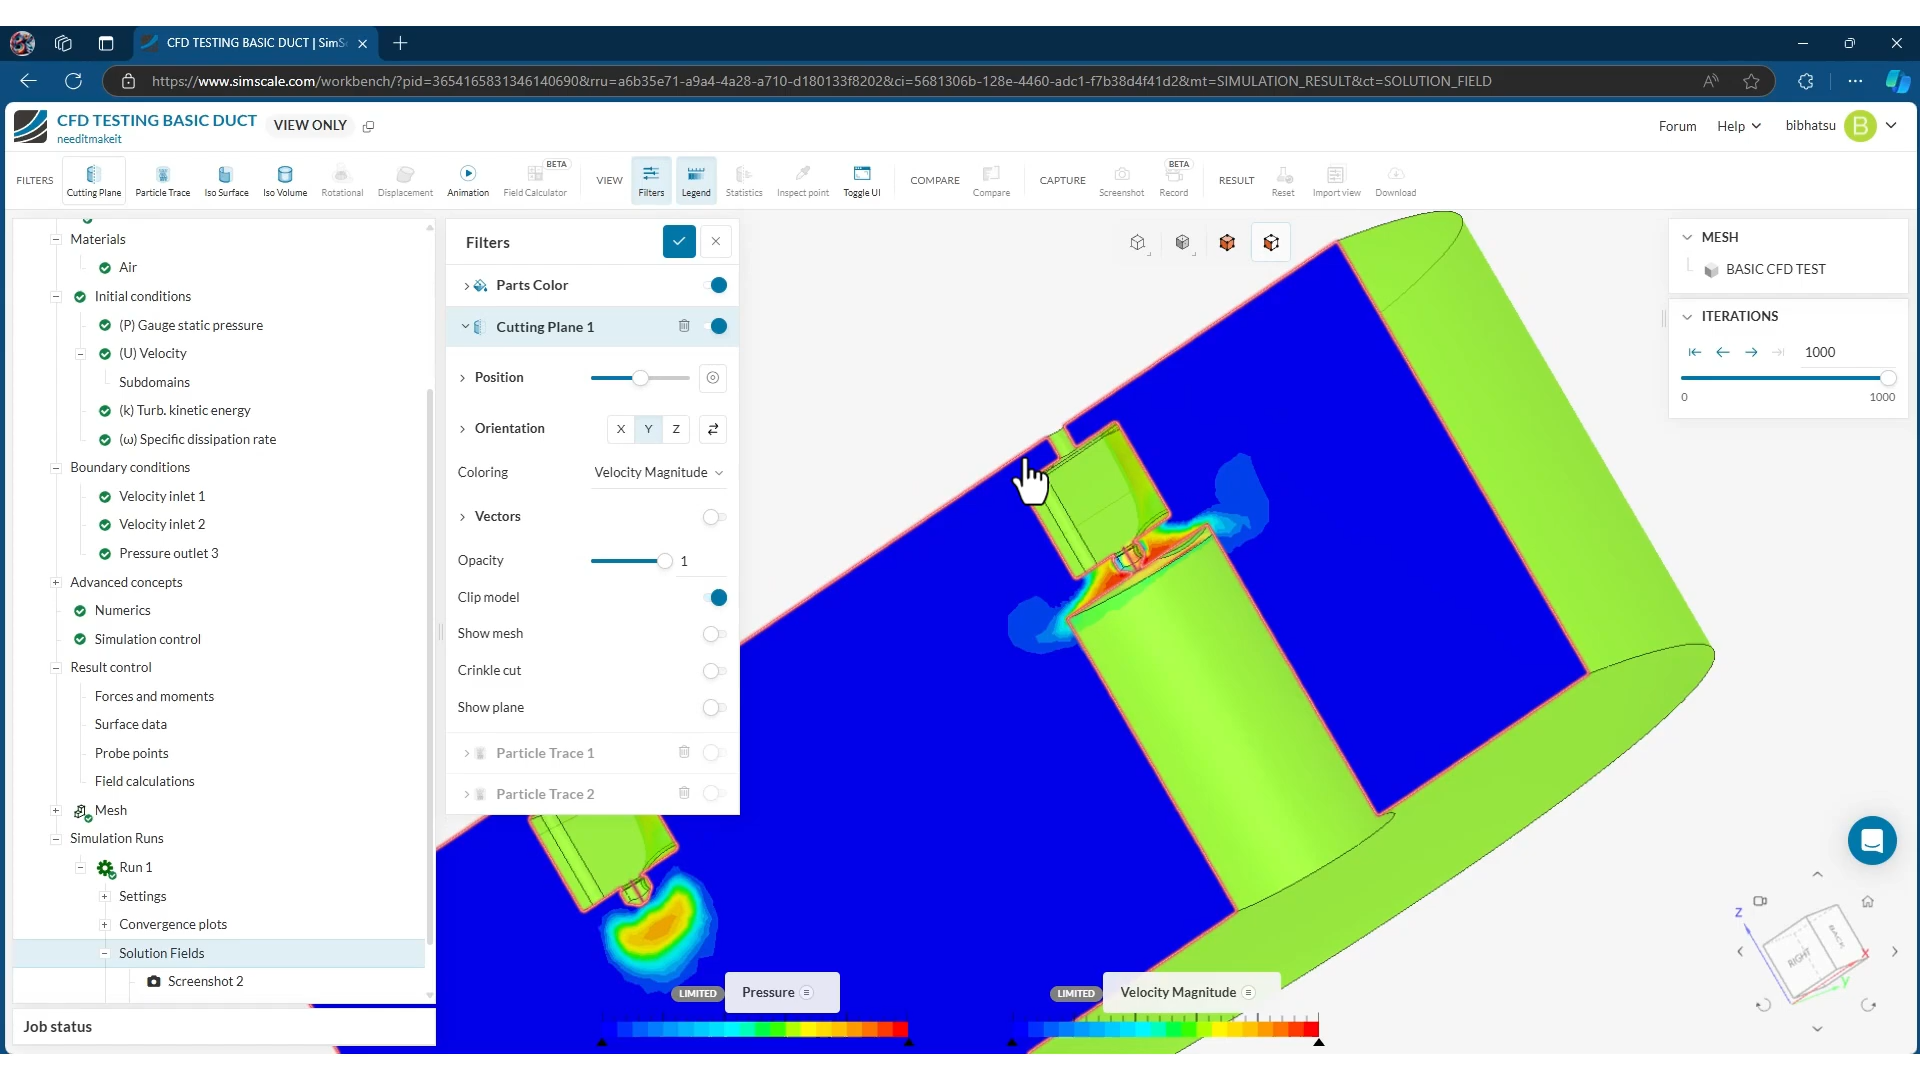 CFD TESTING BASIC DUCT | SimSc
https://www.simscale.com/workbench/?pid=3654165831346140690&rru=a6b35e71-a9a4-4a28-a710-d180133f8202&ci=5681306b-128e-4460-adc1-f7b38d4f41d2&mt=SIMULATION_RESULT&ct=SOLUTION_FIELD
CFD TESTING BASIC DUCT
VIEW ONLY
needitmakeit
Forum
Help
bibhatsu
B
FILTERS
Cutting Plane
Particle Trace
Iso Surface
Iso Volume
Rotational
Displacement
Animation
BETA
Field Calculator
VIEW
Filters
Legend
Statistics
Inspect point
Toggle UI
COMPARE
Compare
CAPTURE
Screenshot
BETA
Record
RESULT
Reset
Import view
Download
Materials
Air
Initial conditions
(P) Gauge static pressure
(U) Velocity
Subdomains
(k) Turb. kinetic energy
(ω) Specific dissipation rate
Boundary conditions
Velocity inlet 1
Velocity inlet 2
Pressure outlet 3
Advanced concepts
Numerics
Simulation control
Result control
Forces and moments
Surface data
Probe points
Field calculations
Mesh
Simulation Runs
Run 1
Settings
Convergence plots
Solution Fields
Screenshot 2
Job status
Filters
Parts Color
Cutting Plane 1
Position
Orientation
X Y Z
Coloring
Velocity Magnitude
Vectors
Opacity
1
Clip model
Show mesh
Crinkle cut
Show plane
Particle Trace 1
Particle Trace 2
MESH
BASIC CFD TEST
ITERATIONS
1000
0
1000
LIMITED
Pressure
LIMITED
Velocity Magnitude
Z
RIGHT
BACK
X
Y